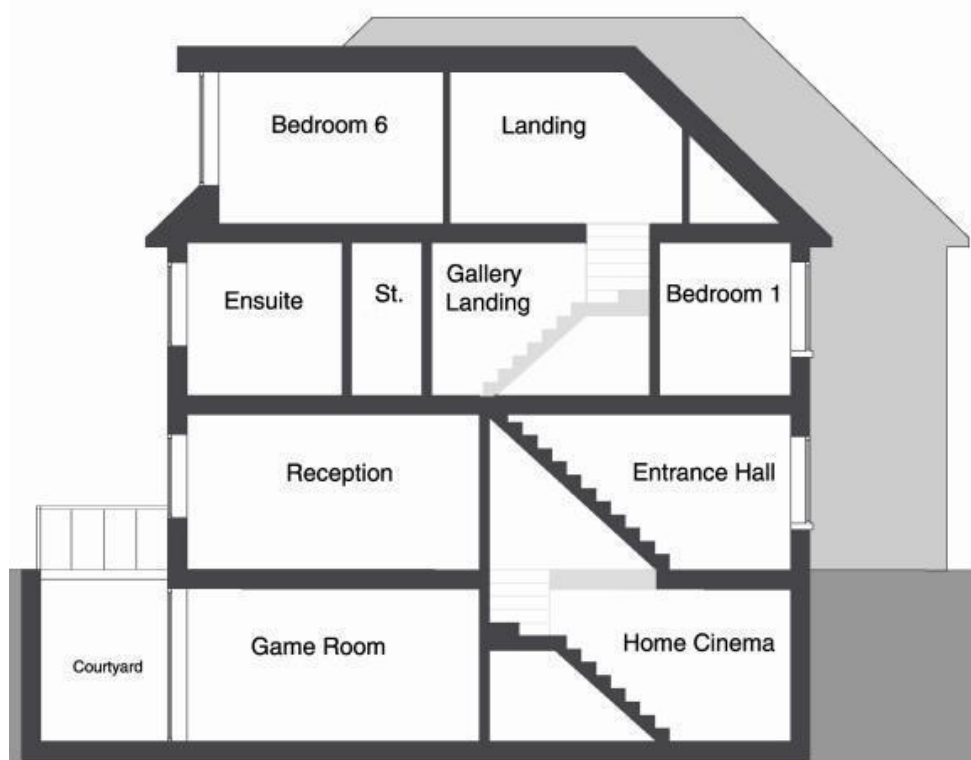 Bedroom 6
Landing
Ensuite
St.
Gallery
Landing
Bedroom 1
Reception
Entrance Hall
Game Room
Home Cinema
Courtyard